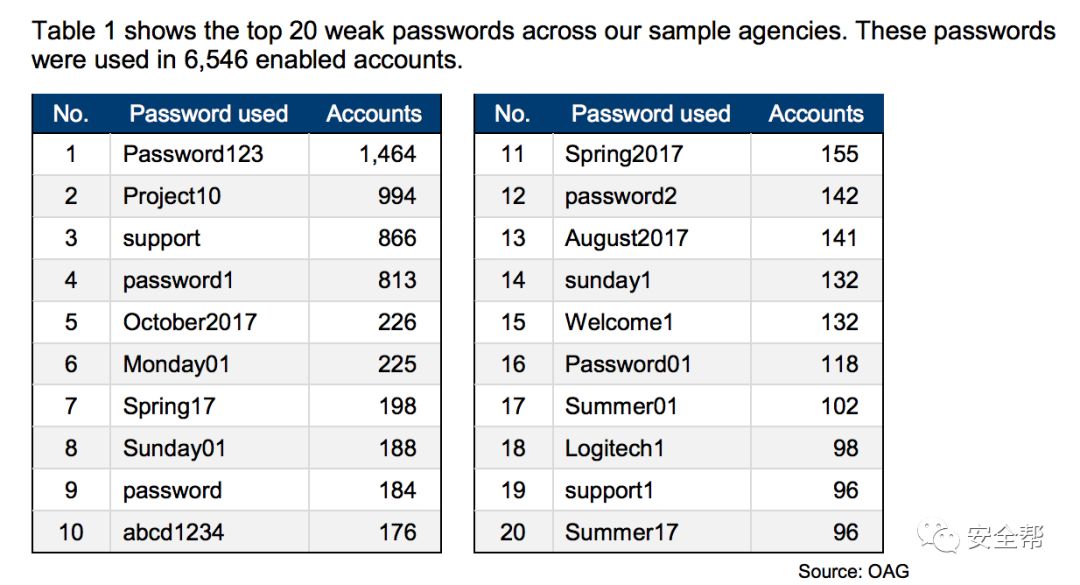 Table 1 shows the top 20 weak passwords across our sample agencies. These passwords
were used in 6,546 enabled accounts.
No. Password used Accounts
1 Password123 1,464
2 Project10 994
3 support 866
4 password1 813
5 October2017 226
6 Monday01 225
7 Spring17 198
8 Sunday01 188
9 password 184
10 abcd1234 176
No. Password used Accounts
11 Spring2017 155
12 password2 142
13 August2017 141
14 sunday1 132
15 Welcome1 132
16 Password01 118
17 Summer01 102
18 Logitech1 98
19 support1 96
20 Summer17 96
安全帮
Source: OAG